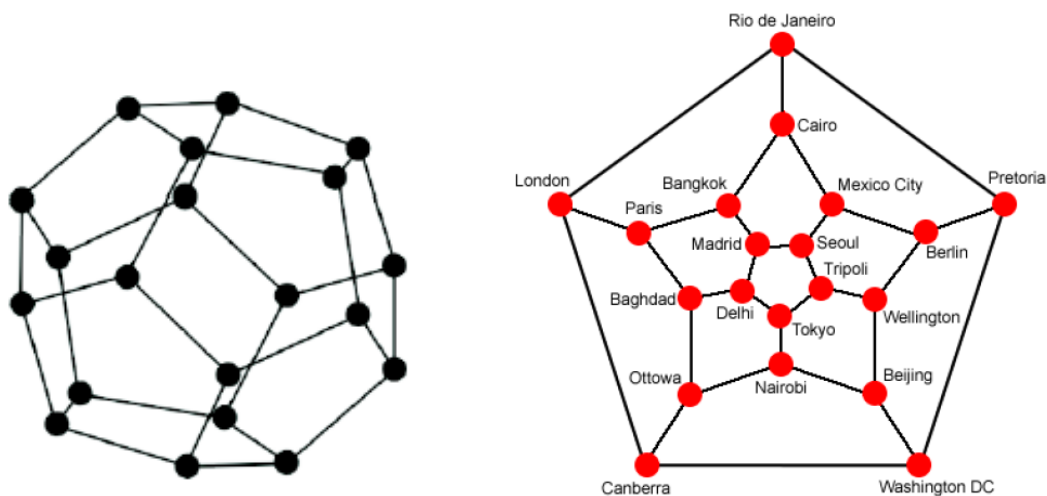 Rio de Janeiro
Cairo
London
Bangkok
Mexico City
Pretoria
Paris
Madrid
Seoul
Berlin
Tripoli
Baghdad
Delhi
Wellington
Tokyo
Ottowa
Nairobi
Beijing
Canberra
Washington DC